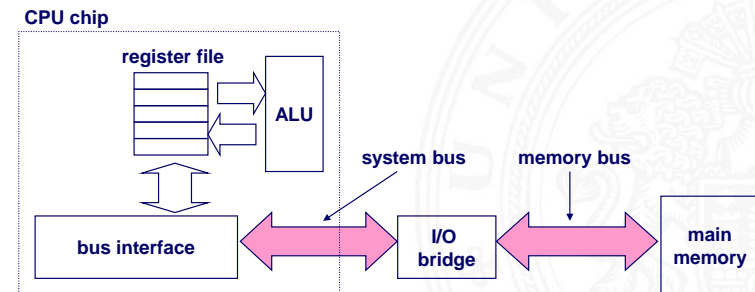 CPU chip
register file
ALU
system bus
memory bus
bus interface
I/O
bridge
main
memory